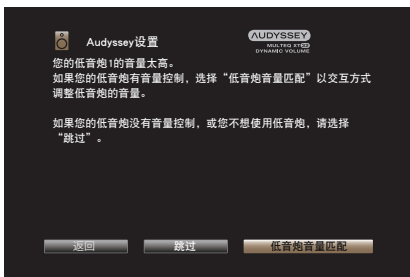 Audyssey设置
AUDYSSEY
MULTEQ XT32
DYNAMIC VOLUME
您的低音炮1的音量太高。
如果您的低音炮有音量控制，选择“低音炮音量匹配”以交互方式
调整低音炮的音量。
如果您的低音炮没有音量控制，或您不想使用低音炮，请选择
“跳过”。
返回
跳过
低音炮音量匹配